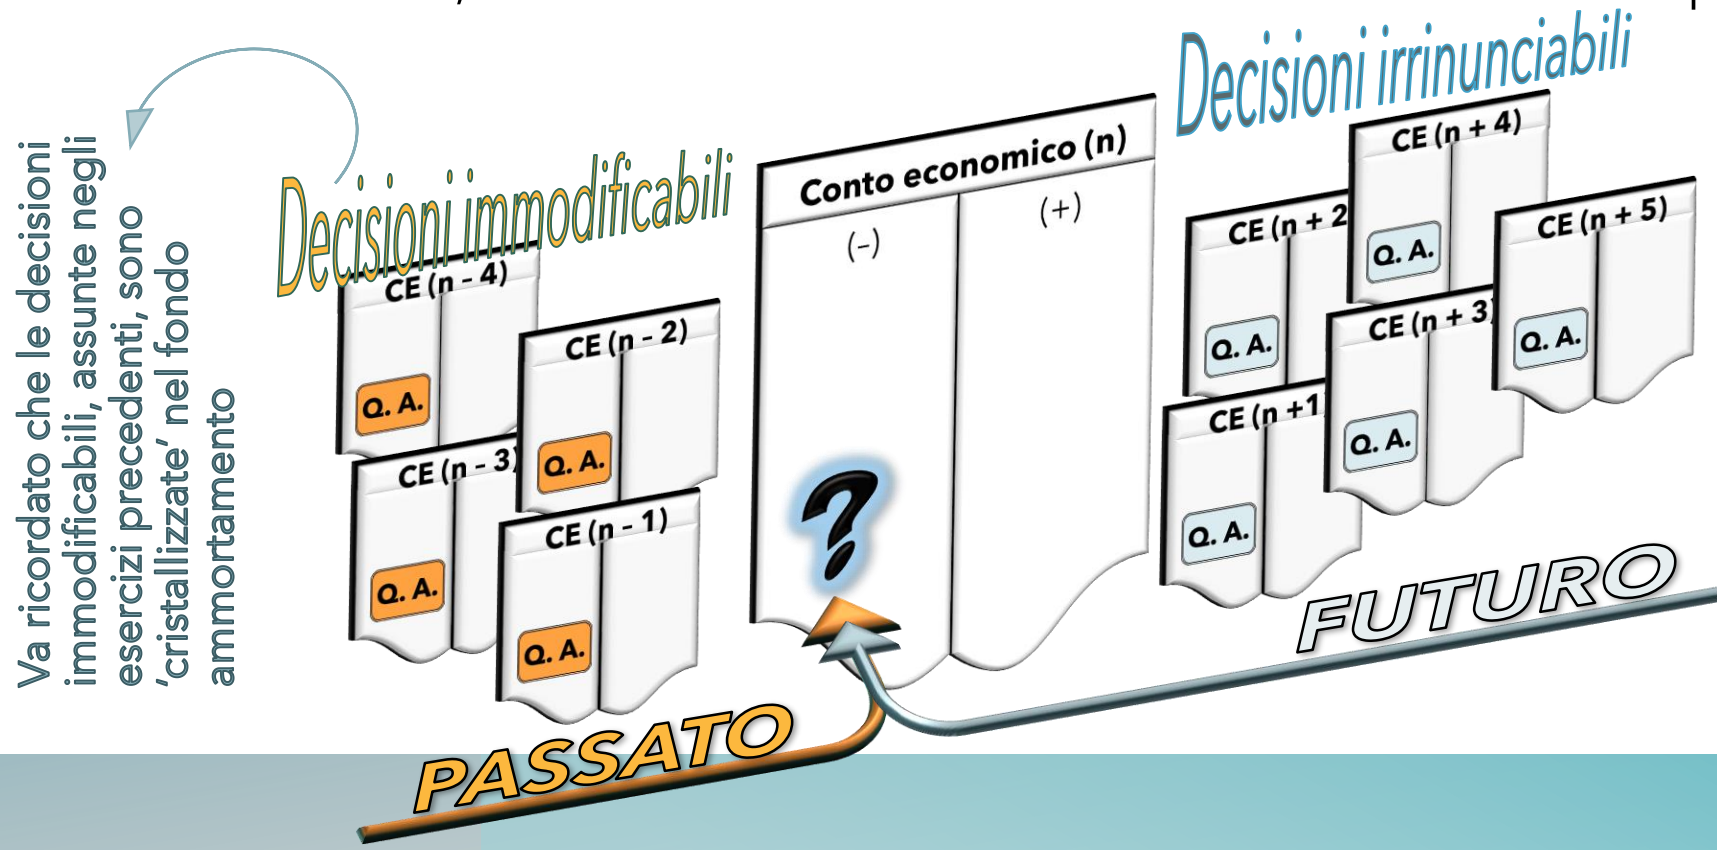 Va ricordato che le decisioni
immodificabili, assunte negli
esercizi precedenti, sono
‘cristallizzate’ nel fondo
ammortamento
Decisioni immodificabili
CE (n - 4)
Q. A.
CE (n - 2)
Q. A.
CE (n - 3)
Q. A.
CE (n - 1)
Q. A.
PASSATO
Conto economico (n)
(-)
(+)
?
Decisioni irrinunciabili
CE (n + 4)
Q. A.
CE (n + 2
Q. A.
CE (n + 5)
Q. A.
CE (n + 3)
Q. A.
CE (n +1
Q. A.
FUTURO